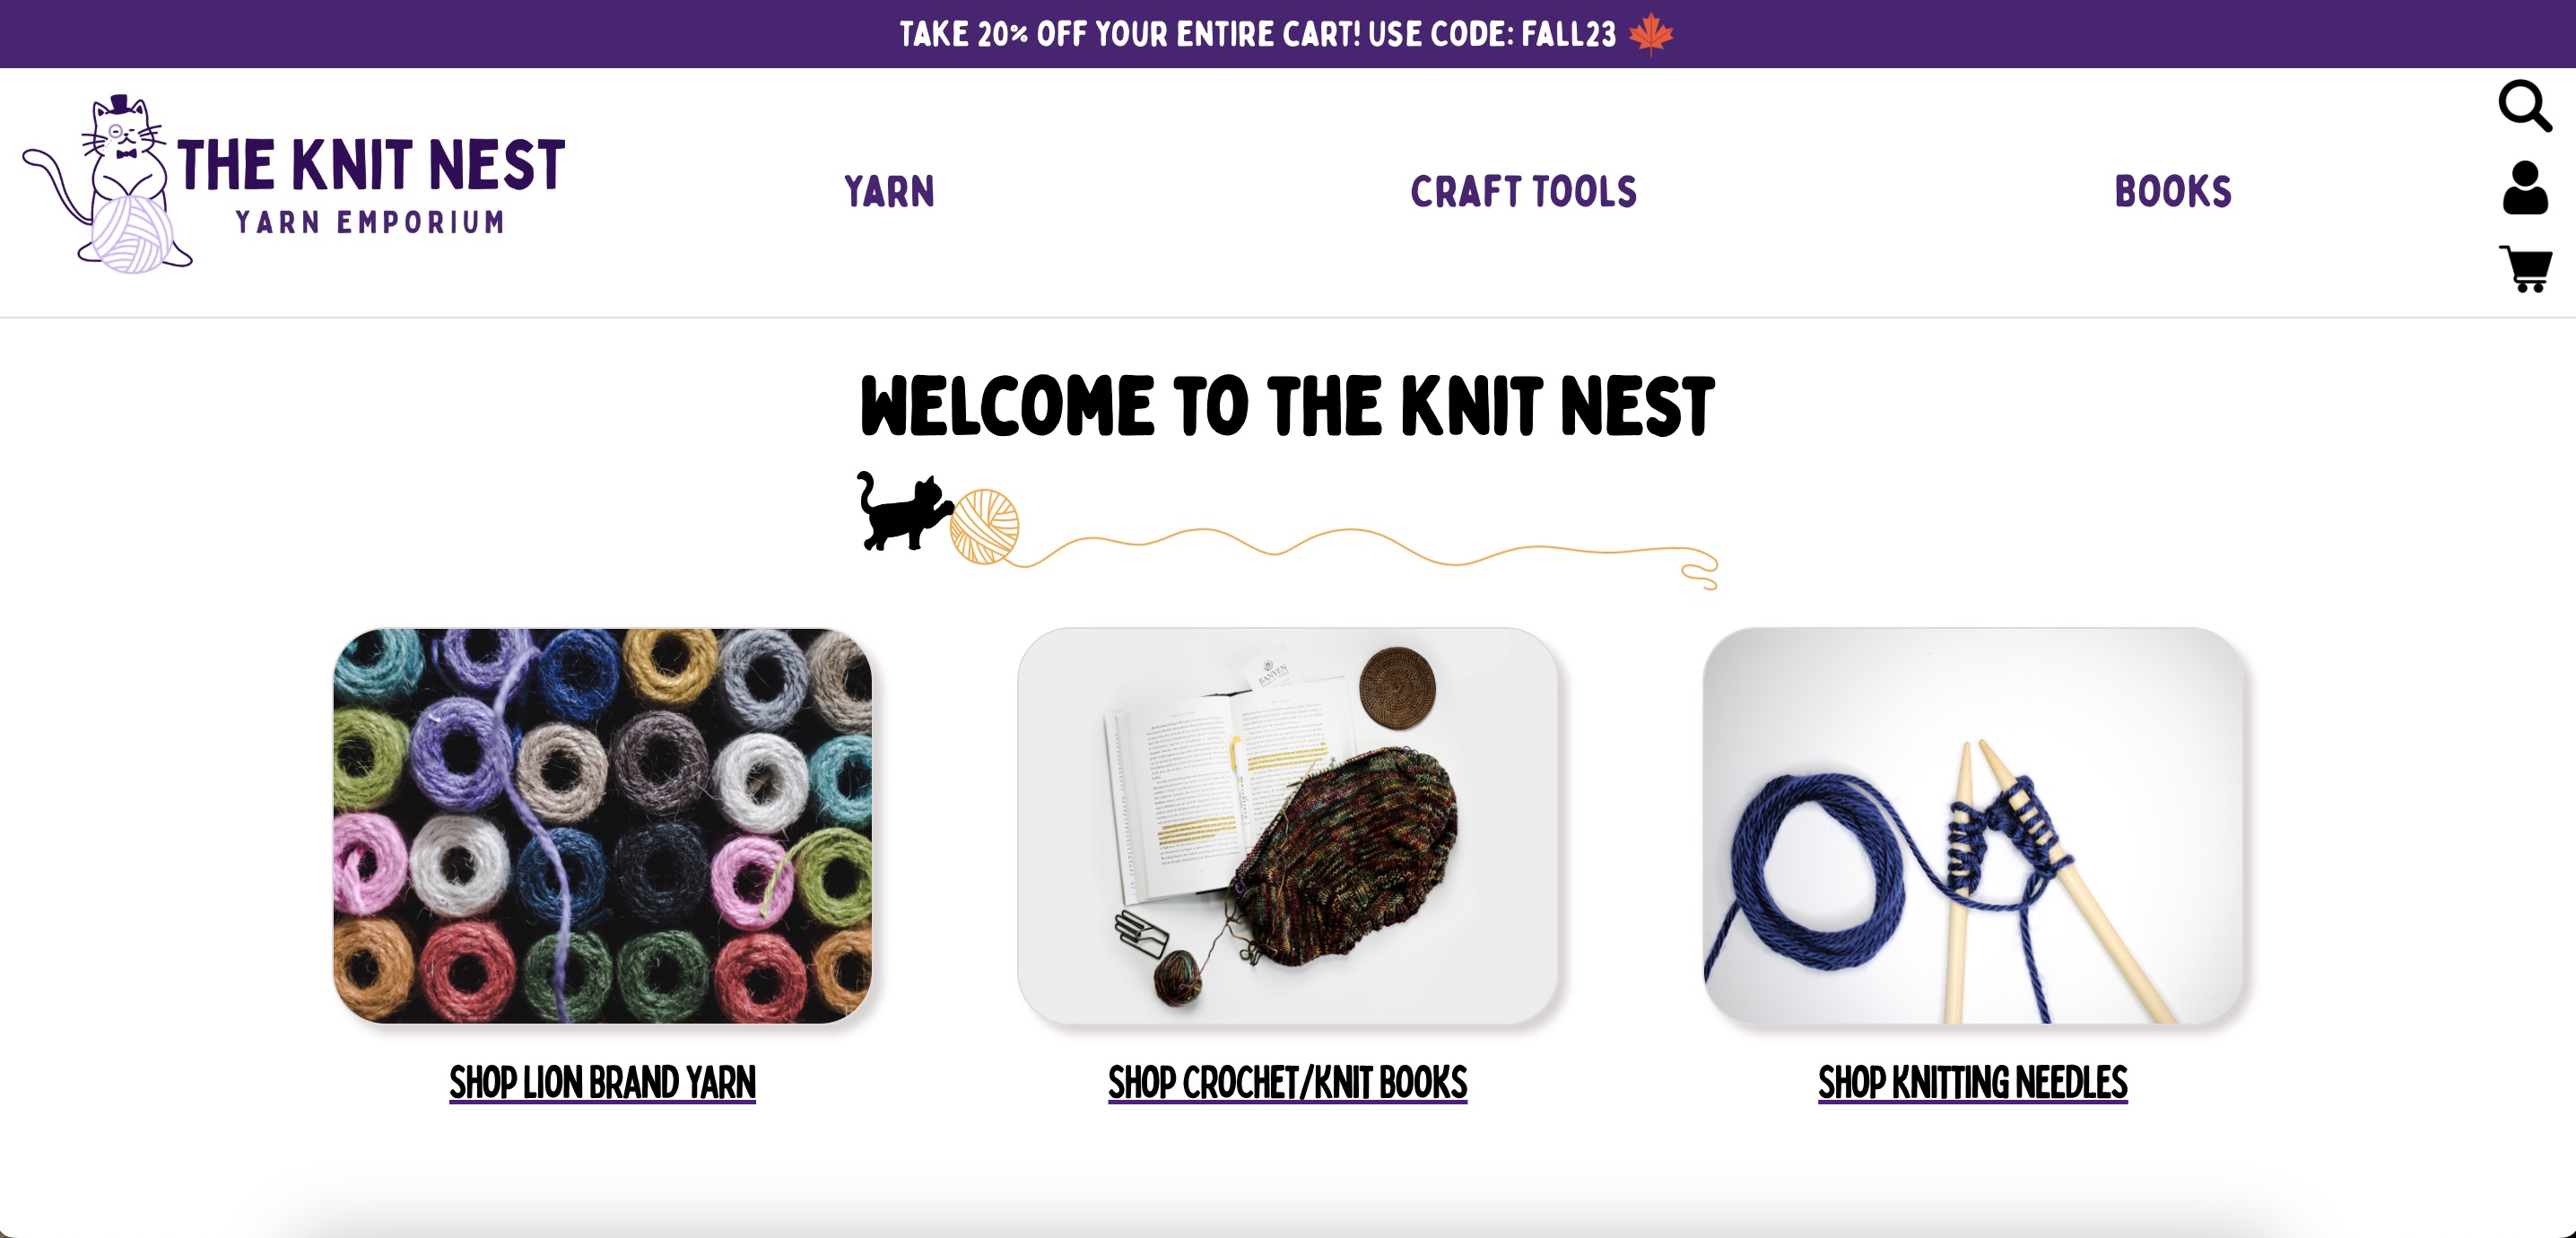 TAKE 20% OFF YOUR ENTIRE CART! USE CODE: FALL23
THE KNIT NEST
YARN EMPORIUM
YARN
CRAFT TOOLS
BOOKS
WELCOME TO THE KNIT NEST
BANYEN
SHOP LION BRAND YARN
SHOP CROCHET/KNIT BOOKS
SHOP KNITTING NEEDLES